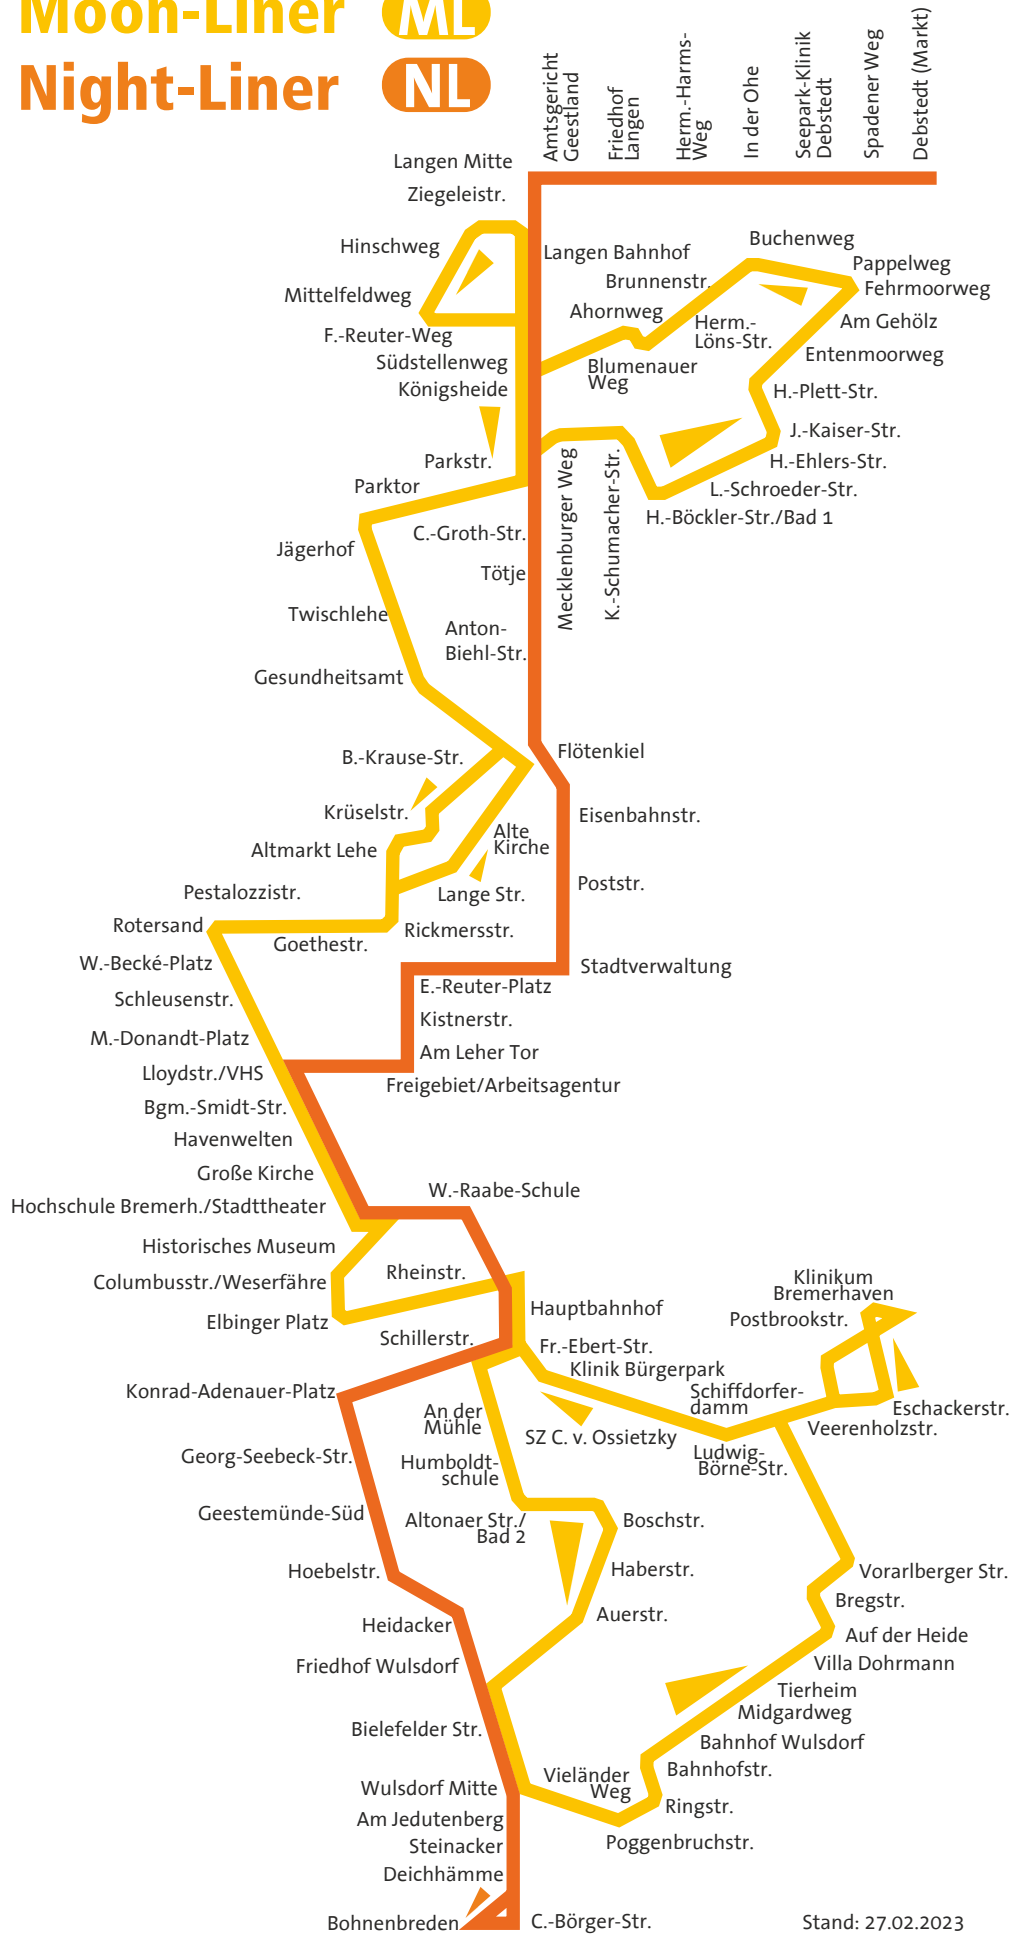 Moon-Liner ML
Night-Liner NL
Amtsgericht
Geestland
Friedhof
Langen
Herm.-Harms-
Weg
In der Ohe
Seepark-Klinik
Debstedt
Spadener Weg
Debstedt (Markt)
Langen Mitte
Ziegeleistr.
Hinschweg
Mittelfeldweg
F.-Reuter-Weg
Südstellenweg
Königsheide
Parkstr.
Parktor
Langen Bahnhof
Brunnenstr.
Ahornweg
Blumenauer
Weg
Herm.-
Löns-Str.
Buchenweg
Pappelweg
Fehrmoorweg
Am Gehölz
Entenmoorweg
H.-Plett-Str.
J.-Kaiser-Str.
H.-Ehlers-Str.
L.-Schroeder-Str.
H.-Böckler-Str./Bad 1
K.-Schumacher-Str.
Mecklenburger Weg
C.-Groth-Str.
Tötje
Anton-
Biehl-Str.
Jägerhof
Twischlehe
Gesundheitsamt
Flötenkiel
B.-Krause-Str.
Krüselstr.
Altmarkt Lehe
Alte
Kirche
Lange Str.
Eisenbahnstr.
Poststr.
Pestalozzistr.
Rotersand
Goethestr.
Rickmersstr.
Stadtverwaltung
E.-Reuter-Platz
Kistnerstr.
Am Leher Tor
Freigebiet/Arbeitsagentur
W.-Becké-Platz
Schleusenstr.
M.-Donandt-Platz
Lloydstr./VHS
Bgm.-Smidt-Str.
Havenwelten
Große Kirche
Hochschule Bremerh./Stadttheater
W.-Raabe-Schule
Historisches Museum
Columbusstr./Weserfähre
Elbinger Platz
Rheinstr.
Hauptbahnhof
Schillerstr.
Fr.-Ebert-Str.
Klinik Bürgerpark
Klinikum
Bremerhaven
Postbrookstr.
Schiffdorfer-
damm
Eschackerstr.
Veerenholzstr.
SZ C. v. Ossietzky
Ludwig-
Börne-Str.
Konrad-Adenauer-Platz
An der
Mühle
Humboldt-
schule
Georg-Seebeck-Str.
Geestemünde-Süd
Altonaer Str./
Bad 2
Boschstr.
Haberstr.
Auerstr.
Hoebelstr.
Heidacker
Friedhof Wulsdorf
Bielefelder Str.
Vorarlberger Str.
Bregstr.
Auf der Heide
Villa Dohrmann
Tierheim
Midgardweg
Bahnhof Wulsdorf
Bahnhofstr.
Ringstr.
Poggenbruchstr.
Vieländer
Weg
Wulsdorf Mitte
Am Jedutenberg
Steinacker
Deichhämme
Bohnenbreden
C.-Börger-Str.
Stand: 27.02.2023